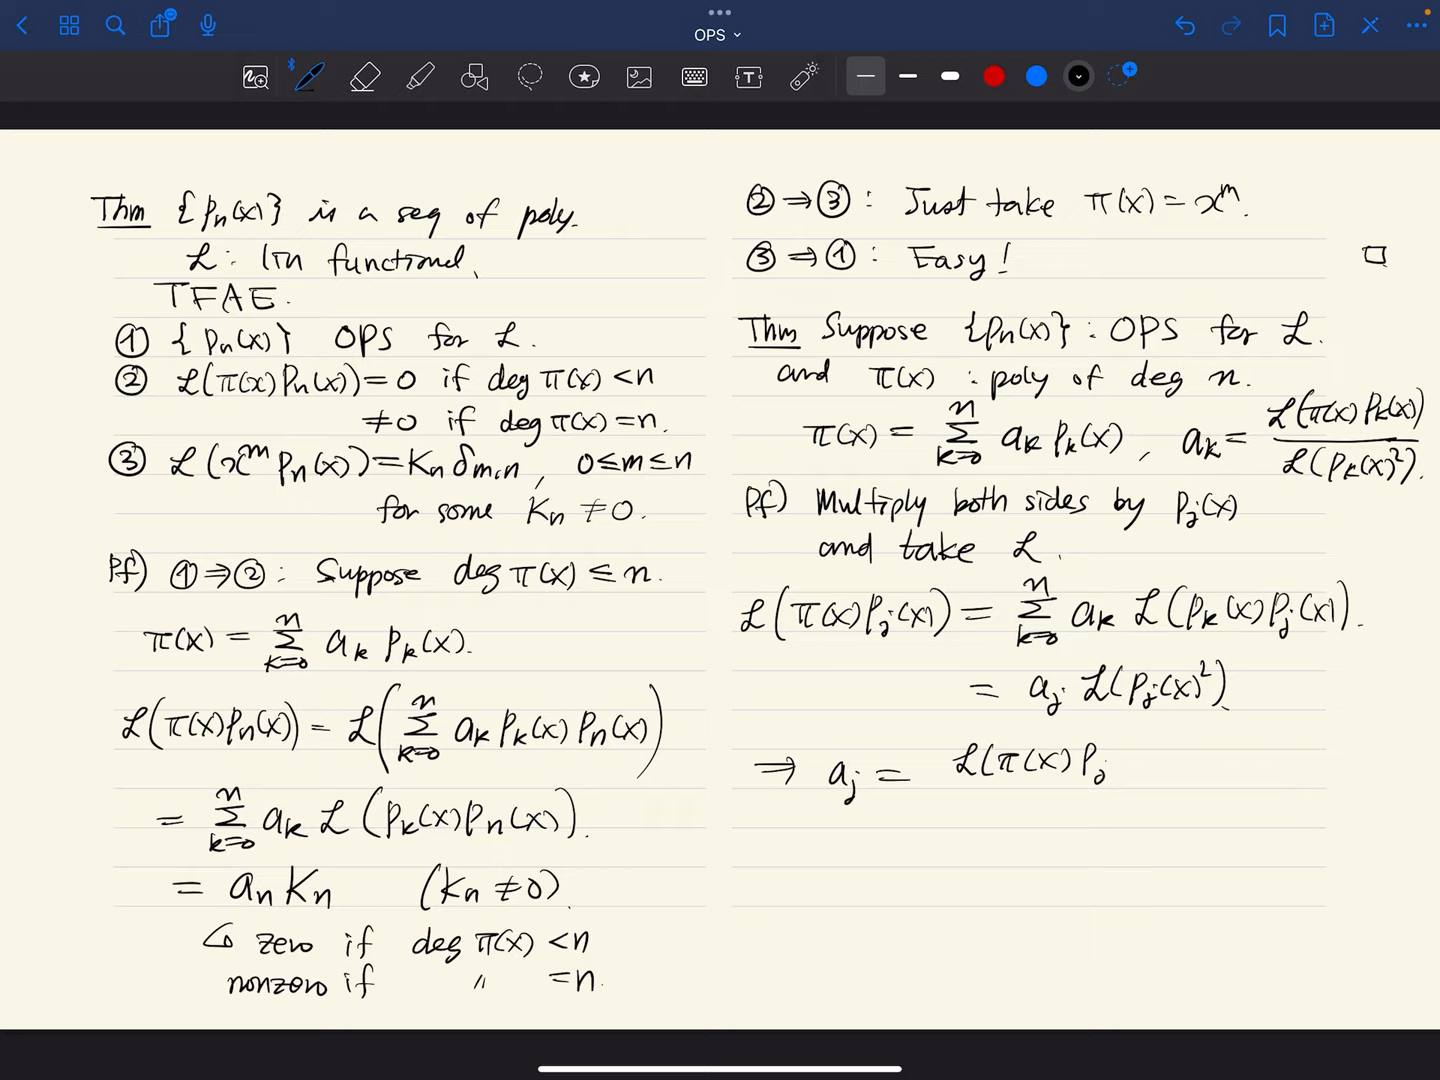 OPS
Thm {Pn(x)} is a seq of poly.
ℒ : lin functional.
TFAE.
① {Pn(x)} OPS for ℒ.
② ℒ(π(x)Pn(x)) = 0 if deg π(x) < n
≠ 0 if deg π(x) = n.
③ ℒ(x^m Pn(x)) = Kn δm,n, 0 ≤ m ≤ n
for some Kn ≠ 0.
Pf) ① ⇒ ② : Suppose deg π(x) ≤ n.
π(x) = Σ_{k=0}^{n} ak Pk(x).
ℒ(π(x)Pn(x)) = ℒ(Σ_{k=0}^{n} ak Pk(x) Pn(x))
= Σ_{k=0}^{n} ak ℒ(Pk(x)Pn(x)).
= an Kn (Kn ≠ 0).
↳ zero if deg π(x) < n
nonzero if 〃 = n.
② ⇒ ③ : Just take π(x) = x^m.
③ ⇒ ① : Easy! □
Thm Suppose {Pn(x)} : OPS for ℒ.
and π(x) : poly of deg n.
π(x) = Σ_{k=0}^{n} ak Pk(x), ak = ℒ(π(x)Pk(x)) / ℒ(Pk(x)²).
Pf) Multiply both sides by Pj(x)
and take ℒ.
ℒ(π(x)Pj(x)) = Σ_{k=0}^{n} ak ℒ(Pk(x)Pj(x)).
= aj ℒ(Pj(x)²).
⇒ aj = ℒ(π(x) Pj